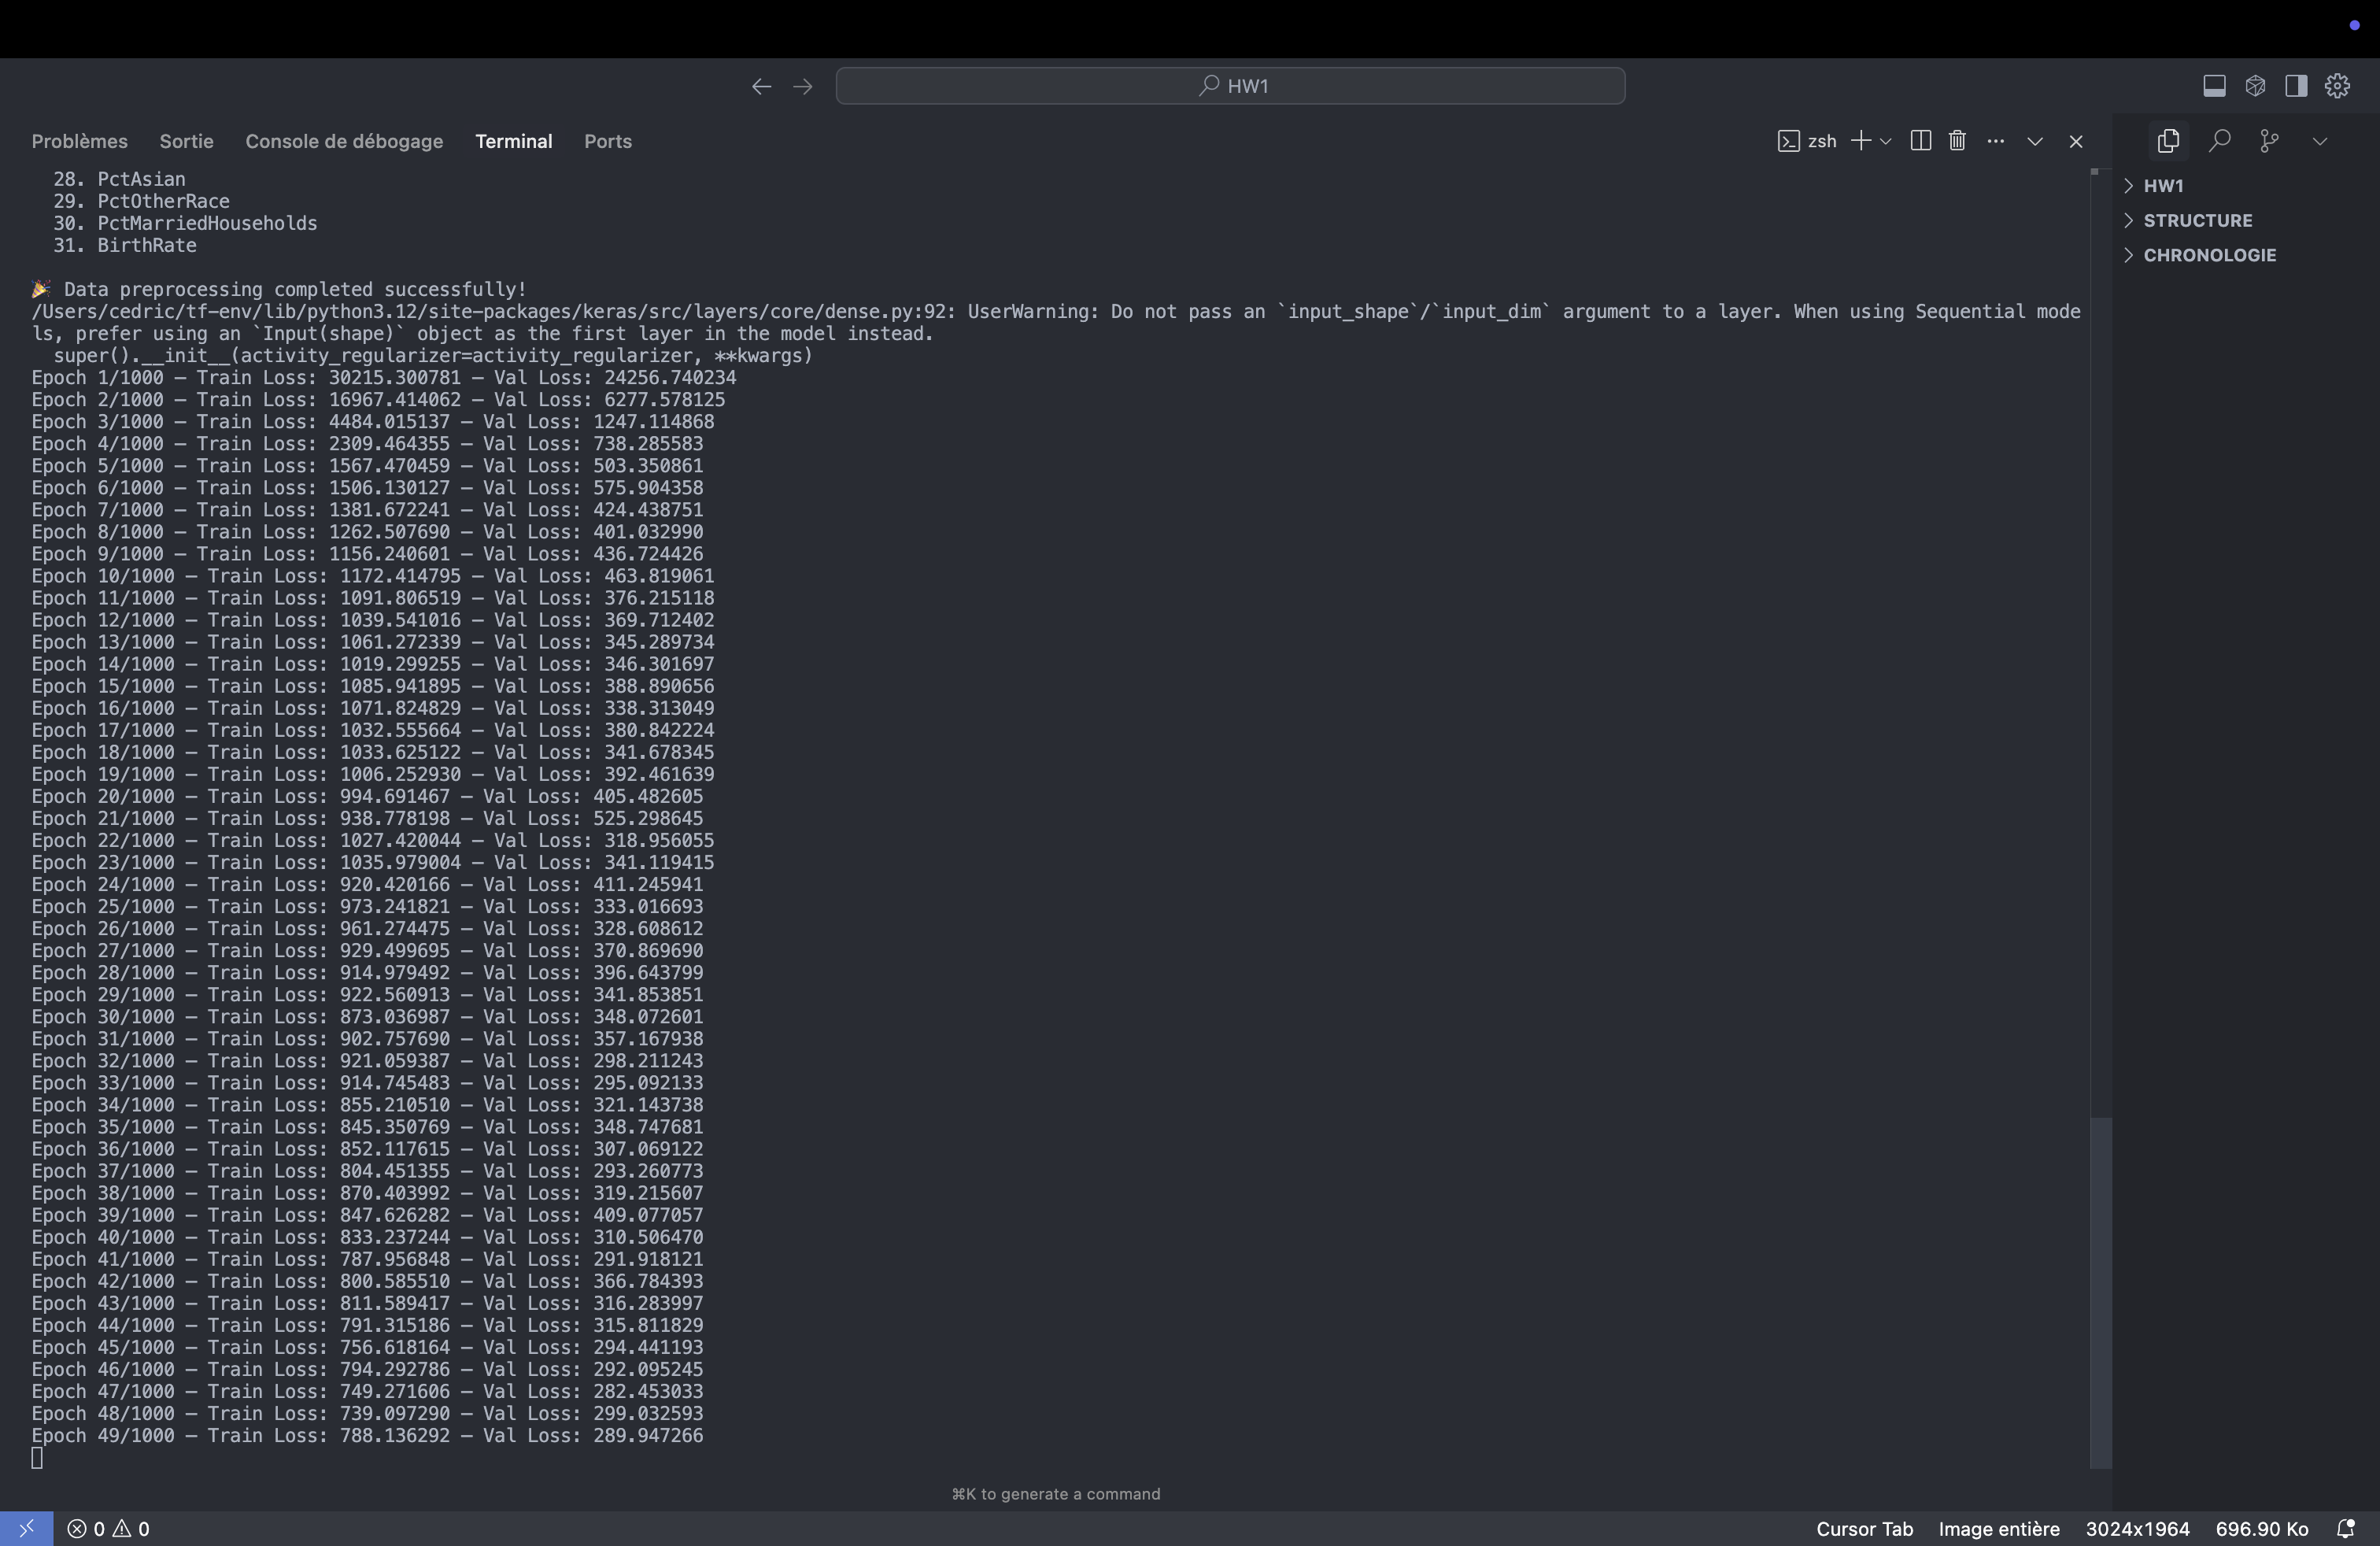 HW1
Problèmes Sortie Console de débogage Terminal Ports
zsh
28. PctAsian
29. PctOtherRace
30. PctMarriedHouseholds
31. BirthRate
🎉 Data preprocessing completed successfully!
/Users/cedric/tf-env/lib/python3.12/site-packages/keras/src/layers/core/dense.py:92: UserWarning: Do not pass an `input_shape`/`input_dim` argument to a layer. When using Sequential mode
ls, prefer using an `Input(shape)` object as the first layer in the model instead.
super().__init__(activity_regularizer=activity_regularizer, **kwargs)
Epoch 1/1000 – Train Loss: 30215.300781 – Val Loss: 24256.740234
Epoch 2/1000 – Train Loss: 16967.414062 – Val Loss: 6277.578125
Epoch 3/1000 – Train Loss: 4484.015137 – Val Loss: 1247.114868
Epoch 4/1000 – Train Loss: 2309.464355 – Val Loss: 738.285583
Epoch 5/1000 – Train Loss: 1567.470459 – Val Loss: 503.350861
Epoch 6/1000 – Train Loss: 1506.130127 – Val Loss: 575.904358
Epoch 7/1000 – Train Loss: 1381.672241 – Val Loss: 424.438751
Epoch 8/1000 – Train Loss: 1262.507690 – Val Loss: 401.032990
Epoch 9/1000 – Train Loss: 1156.240601 – Val Loss: 436.724426
Epoch 10/1000 – Train Loss: 1172.414795 – Val Loss: 463.819061
Epoch 11/1000 – Train Loss: 1091.806519 – Val Loss: 376.215118
Epoch 12/1000 – Train Loss: 1039.541016 – Val Loss: 369.712402
Epoch 13/1000 – Train Loss: 1061.272339 – Val Loss: 345.289734
Epoch 14/1000 – Train Loss: 1019.299255 – Val Loss: 346.301697
Epoch 15/1000 – Train Loss: 1085.941895 – Val Loss: 388.890656
Epoch 16/1000 – Train Loss: 1071.824829 – Val Loss: 338.313049
Epoch 17/1000 – Train Loss: 1032.555664 – Val Loss: 380.842224
Epoch 18/1000 – Train Loss: 1033.625122 – Val Loss: 341.678345
Epoch 19/1000 – Train Loss: 1006.252930 – Val Loss: 392.461639
Epoch 20/1000 – Train Loss: 994.691467 – Val Loss: 405.482605
Epoch 21/1000 – Train Loss: 938.778198 – Val Loss: 525.298645
Epoch 22/1000 – Train Loss: 1027.420044 – Val Loss: 318.956055
Epoch 23/1000 – Train Loss: 1035.979004 – Val Loss: 341.119415
Epoch 24/1000 – Train Loss: 920.420166 – Val Loss: 411.245941
Epoch 25/1000 – Train Loss: 973.241821 – Val Loss: 333.016693
Epoch 26/1000 – Train Loss: 961.274475 – Val Loss: 328.608612
Epoch 27/1000 – Train Loss: 929.499695 – Val Loss: 370.869690
Epoch 28/1000 – Train Loss: 914.979492 – Val Loss: 396.643799
Epoch 29/1000 – Train Loss: 922.560913 – Val Loss: 341.853851
Epoch 30/1000 – Train Loss: 873.036987 – Val Loss: 348.072601
Epoch 31/1000 – Train Loss: 902.757690 – Val Loss: 357.167938
Epoch 32/1000 – Train Loss: 921.059387 – Val Loss: 298.211243
Epoch 33/1000 – Train Loss: 914.745483 – Val Loss: 295.092133
Epoch 34/1000 – Train Loss: 855.210510 – Val Loss: 321.143738
Epoch 35/1000 – Train Loss: 845.350769 – Val Loss: 348.747681
Epoch 36/1000 – Train Loss: 852.117615 – Val Loss: 307.069122
Epoch 37/1000 – Train Loss: 804.451355 – Val Loss: 293.260773
Epoch 38/1000 – Train Loss: 870.403992 – Val Loss: 319.215607
Epoch 39/1000 – Train Loss: 847.626282 – Val Loss: 409.077057
Epoch 40/1000 – Train Loss: 833.237244 – Val Loss: 310.506470
Epoch 41/1000 – Train Loss: 787.956848 – Val Loss: 291.918121
Epoch 42/1000 – Train Loss: 800.585510 – Val Loss: 366.784393
Epoch 43/1000 – Train Loss: 811.589417 – Val Loss: 316.283997
Epoch 44/1000 – Train Loss: 791.315186 – Val Loss: 315.811829
Epoch 45/1000 – Train Loss: 756.618164 – Val Loss: 294.441193
Epoch 46/1000 – Train Loss: 794.292786 – Val Loss: 292.095245
Epoch 47/1000 – Train Loss: 749.271606 – Val Loss: 282.453033
Epoch 48/1000 – Train Loss: 739.097290 – Val Loss: 299.032593
Epoch 49/1000 – Train Loss: 788.136292 – Val Loss: 289.947266
⌘K to generate a command
HW1
STRUCTURE
CHRONOLOGIE
0 0
Cursor Tab Image entière 3024x1964 696.90 Ko